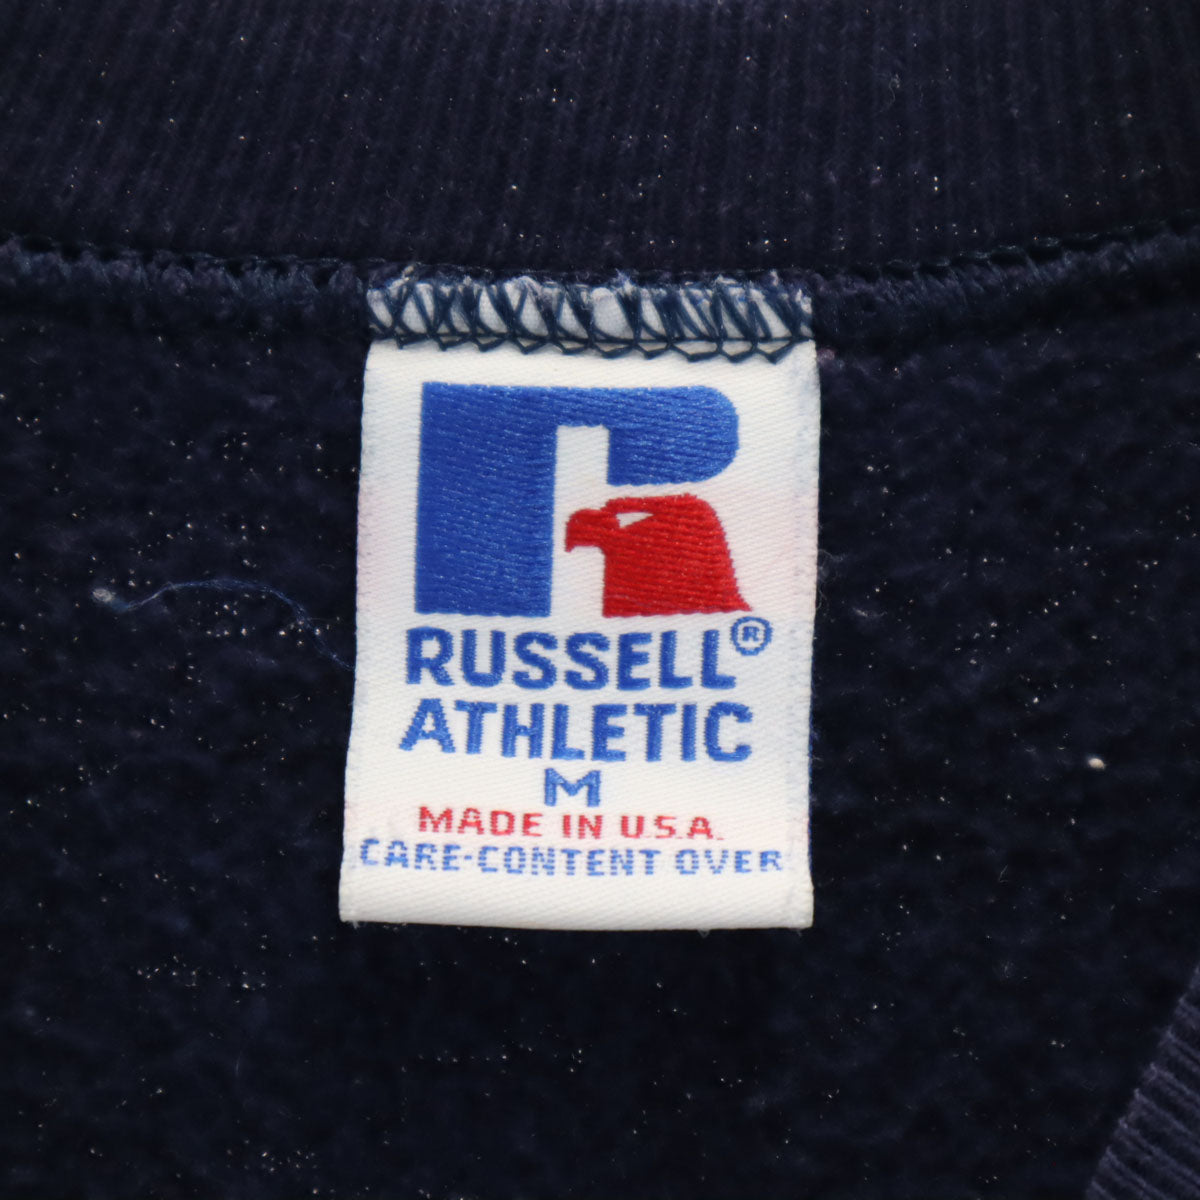 RUSSELL®
ATHLETIC
M
MADE IN U.S.A.
CARE-CONTENT OVER